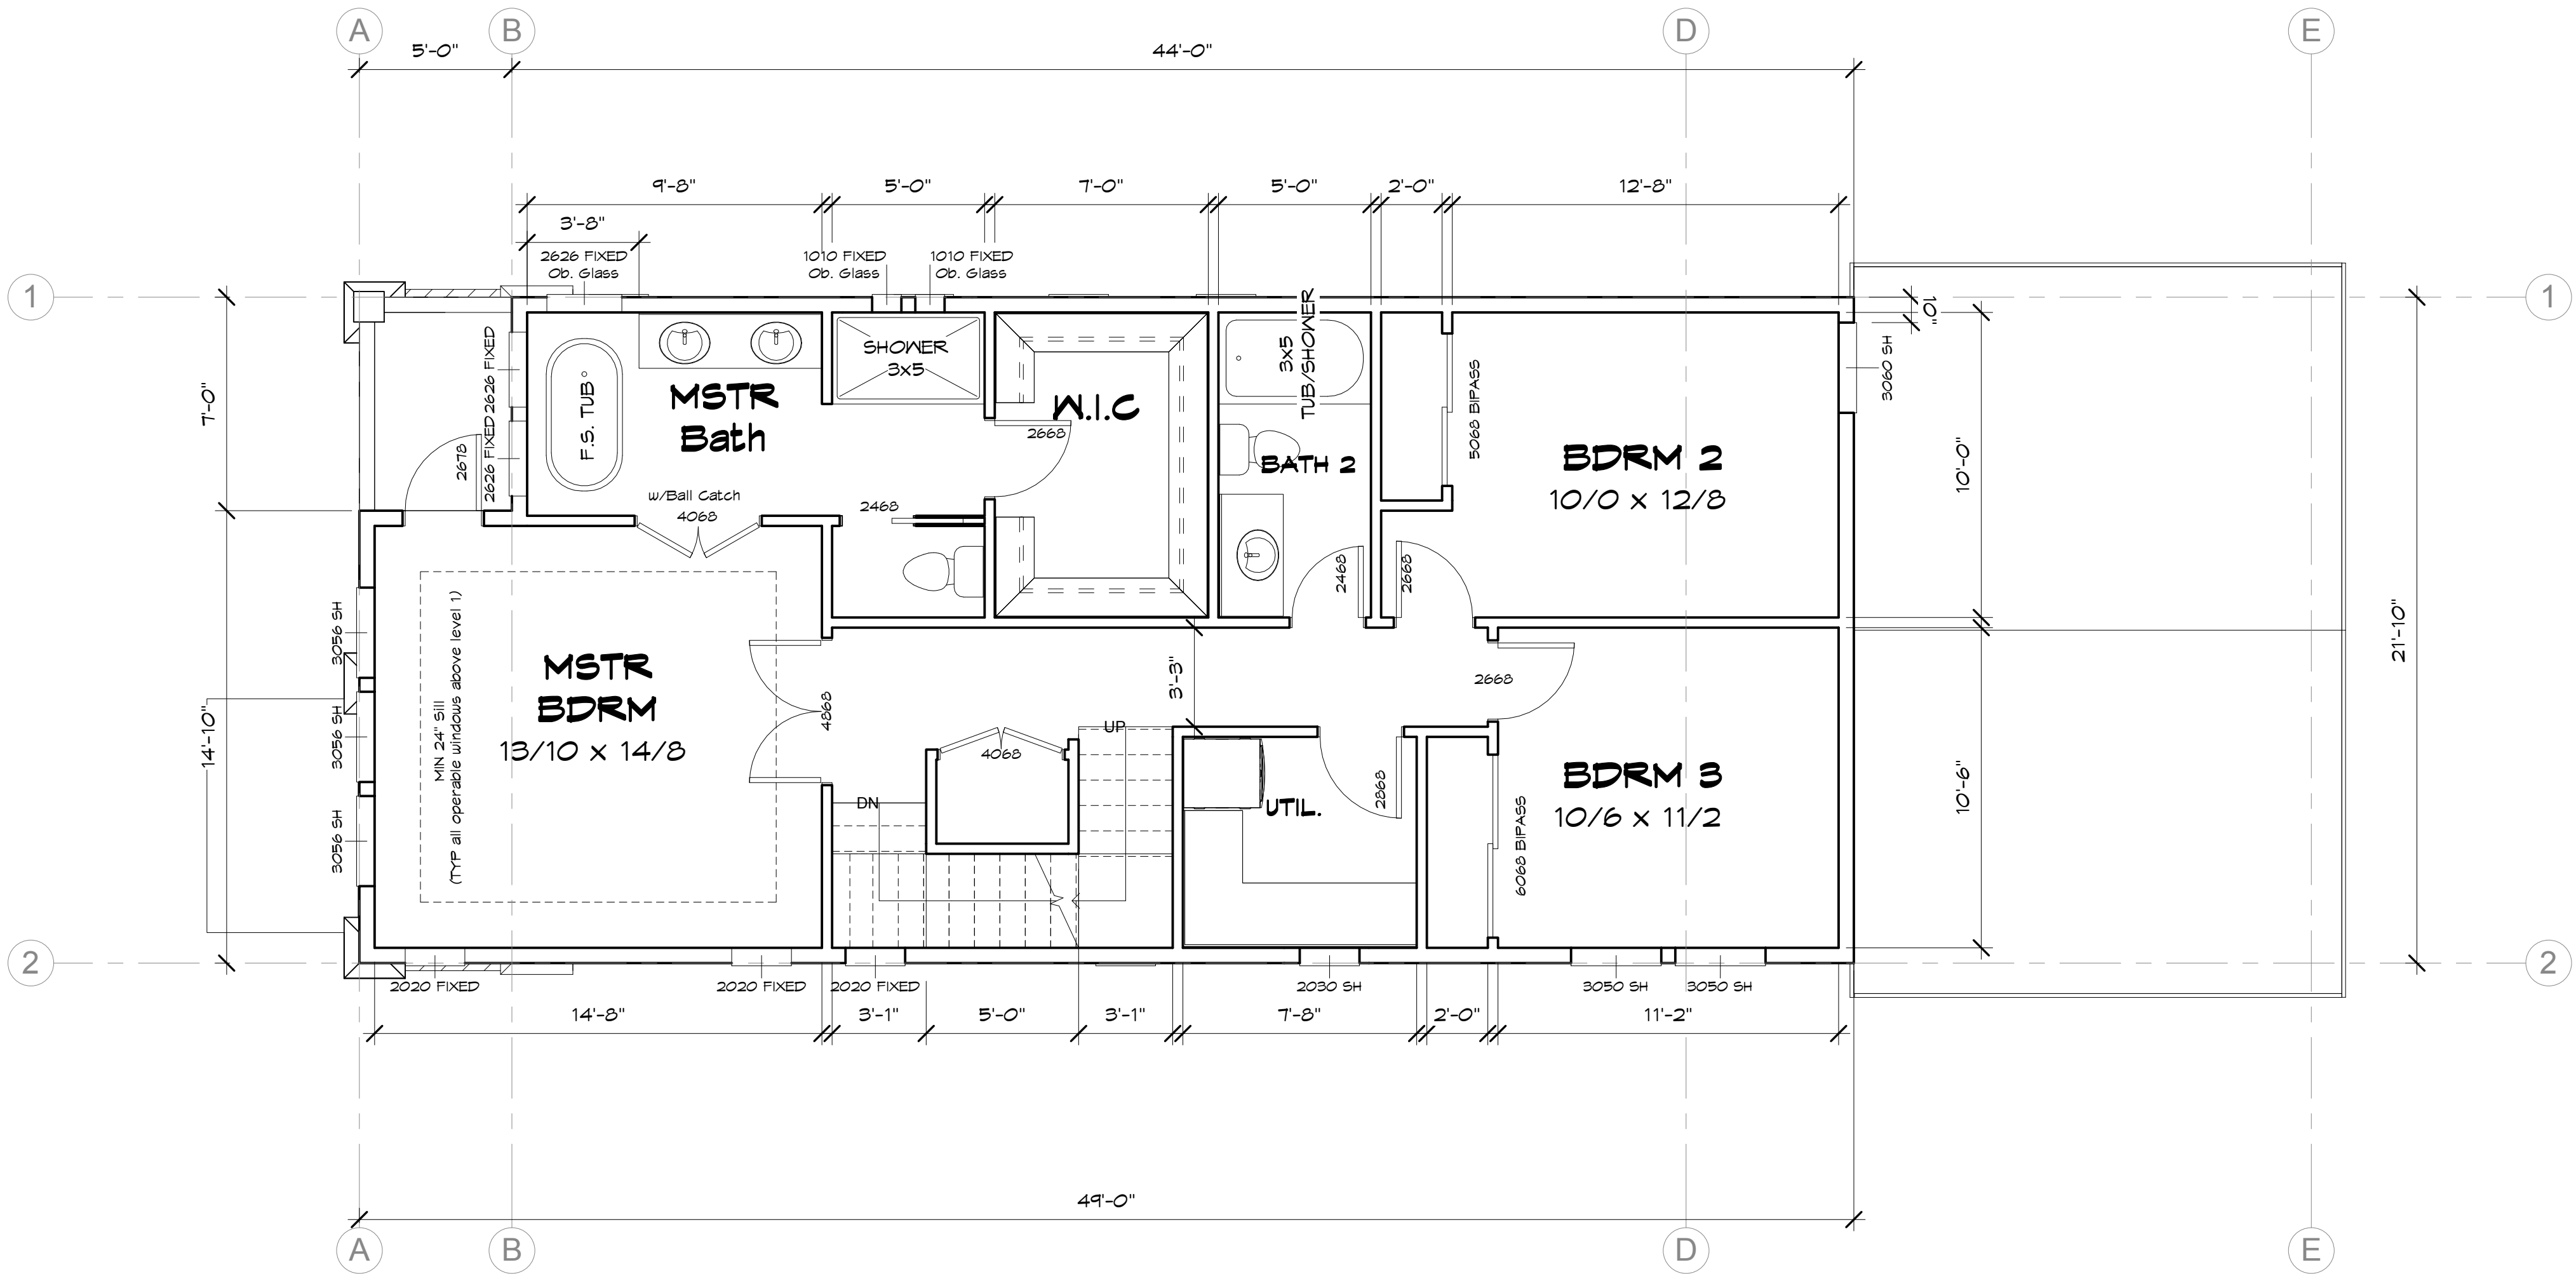 A
B
D
E
5'-0"
44'-0"
9'-8"
5'-0"
7'-0"
5'-0"
2'-0"
12'-8"
3'-8"
2626 FIXED
Ob. Glass
1010 FIXED
Ob. Glass
1010 FIXED
Ob. Glass
1
1
10"
7'-0"
2626 FIXED
2626 FIXED
2678
F.S. TUB
MSTR
Bath
SHOWER
3x5
W.I.C
2668
3x5
TUB/SHOWER
BATH 2
5068 BIPASS
BDRM 2
10/0 x 12/8
3060 SH
10'-0"
w/Ball Catch
4068
2468
2468
2668
3056 SH
3056 SH
3056 SH
14'-10"
MIN 24" Sill
(TYP all operable windows above level 1)
MSTR
BDRM
13/10 x 14/8
4868
3'-3"
2668
21'-10"
UP
4068
DN
UTIL.
2868
6068 BIPASS
BDRM 3
10/6 x 11/2
10'-6"
2
2
2020 FIXED
2020 FIXED
2020 FIXED
2030 SH
3050 SH
3050 SH
14'-8"
3'-1"
5'-0"
3'-1"
7'-8"
2'-0"
11'-2"
49'-0"
A
B
D
E